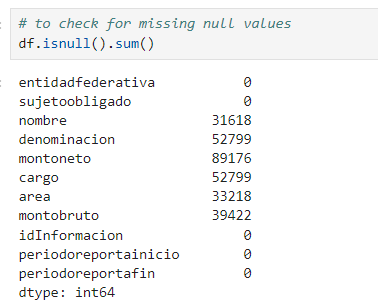 # to check for missing null values
df.isnull().sum()
entidadfederativa 0
sujetoobligado 0
nombre 31618
denominacion 52799
montoneto 89176
cargo 52799
area 33218
montobruto 39422
idInformacion 0
periodoreportainicio 0
periodoreportafin 0
dtype: int64